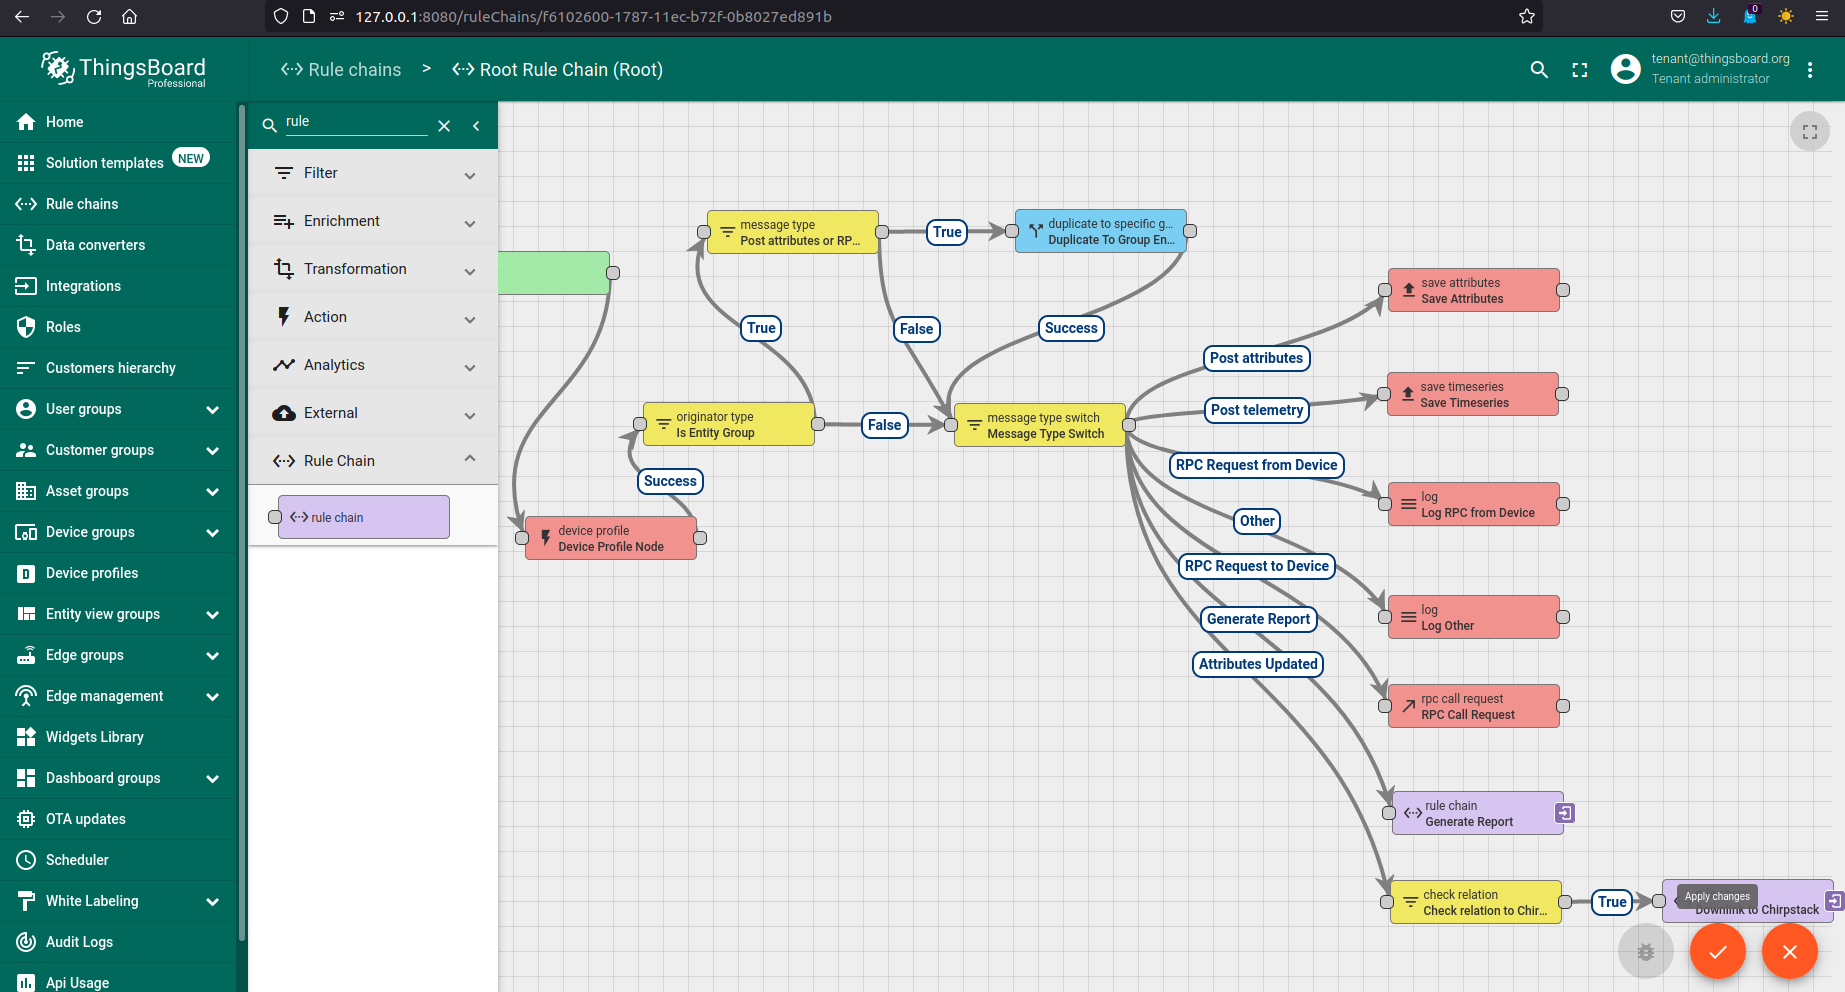 127.0.0.1:8080/ruleChains/f6102600-1787-11ec-b72f-0b8027ed891b
0
ThingsBoard
Professional
Rule chains > Root Rule Chain (Root)
tenant@thingsboard.org
Tenant administrator
Home
Solution templates NEW
Rule chains
Data converters
Integrations
Roles
Customers hierarchy
User groups
Customer groups
Asset groups
Device groups
Device profiles
Entity view groups
Edge groups
Edge management
Widgets Library
Dashboard groups
OTA updates
Scheduler
White Labeling
Audit Logs
Api Usage
rule
Filter
Enrichment
Transformation
Action
Analytics
External
Rule Chain
rule chain
message type
Post attributes or RP...
True
duplicate to specific g...
Duplicate To Group En...
True
False
Success
originator type
Is Entity Group
False
message type switch
Message Type Switch
Success
device profile
Device Profile Node
save attributes
Save Attributes
Post attributes
save timeseries
Save Timeseries
Post telemetry
RPC Request from Device
log
Log RPC from Device
Other
RPC Request to Device
log
Log Other
Generate Report
Attributes Updated
rpc call request
RPC Call Request
rule chain
Generate Report
check relation
Check relation to Chir...
True
Apply changes
Downlink to Chirpstack